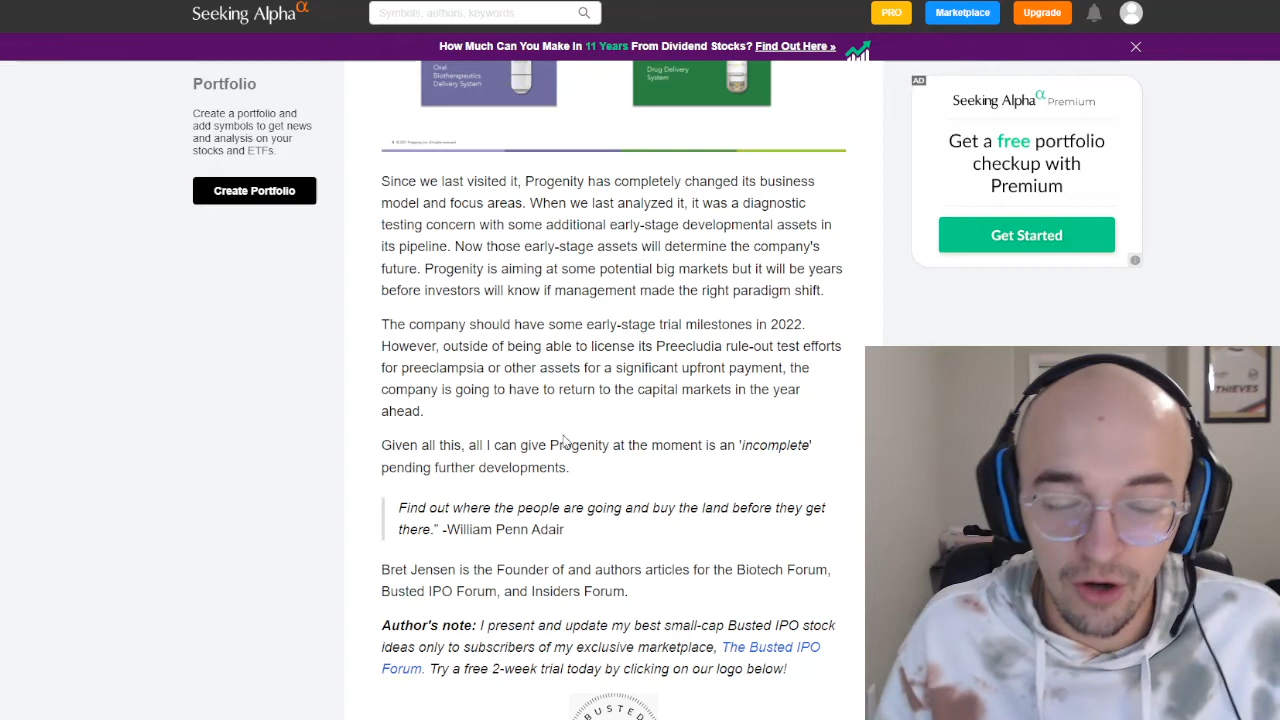 Seeking Alpha α
Symbols, authors, keywords
PRO
Marketplace
Upgrade
How Much Can You Make In 11 Years From Dividend Stocks? Find Out Here »
Portfolio
Create a portfolio and
add symbols to get news
and analysis on your
stocks and ETFs.
Create Portfolio
Oral
Biotherapeutics
Delivery System
Drug Delivery
System
Since we last visited it, Progenity has completely changed its business
model and focus areas. When we last analyzed it, it was a diagnostic
testing concern with some additional early-stage developmental assets in
its pipeline. Now those early-stage assets will determine the company's
future. Progenity is aiming at some potential big markets but it will be years
before investors will know if management made the right paradigm shift.
The company should have some early-stage trial milestones in 2022.
However, outside of being able to license its Preecludia rule-out test efforts
for preeclampsia or other assets for a significant upfront payment, the
company is going to have to return to the capital markets in the year
ahead.
Given all this, all I can give Progenity at the moment is an 'incomplete'
pending further developments.
Find out where the people are going and buy the land before they get
there." -William Penn Adair
Bret Jensen is the Founder of and authors articles for the Biotech Forum,
Busted IPO Forum, and Insiders Forum.
Author's note: I present and update my best small-cap Busted IPO stock
ideas only to subscribers of my exclusive marketplace, The Busted IPO
Forum. Try a free 2-week trial today by clicking on our logo below!
BUSTED
AD
Seeking Alpha α Premium
Get a free portfolio
checkup with
Premium
Get Started
THIEVES